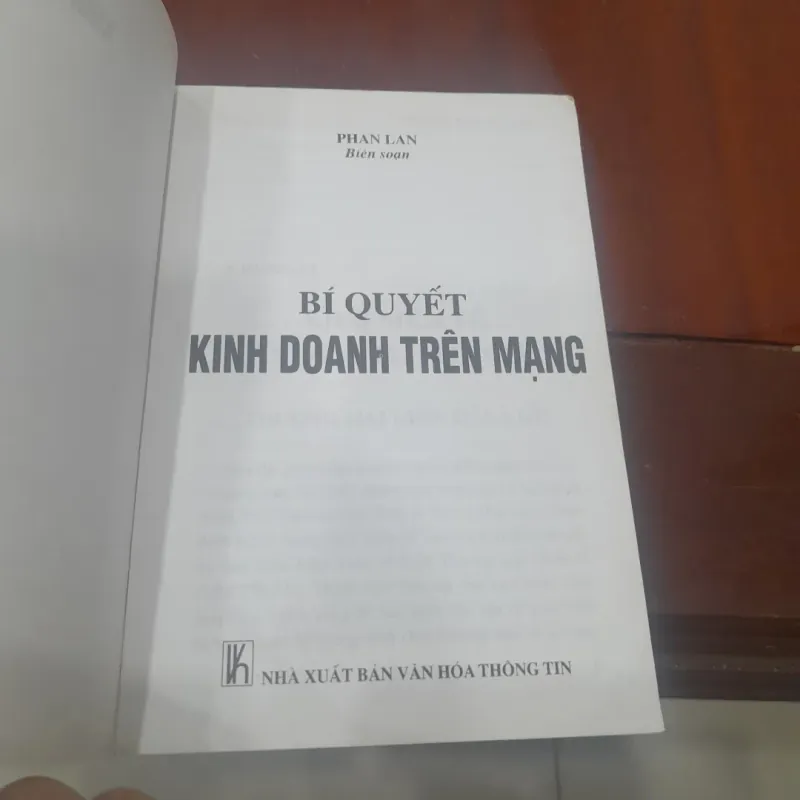 PHAN LAN
Biên soạn
BÍ QUYẾT
KINH DOANH TRÊN MẠNG
NHÀ XUẤT BẢN VĂN HÓA THÔNG TIN